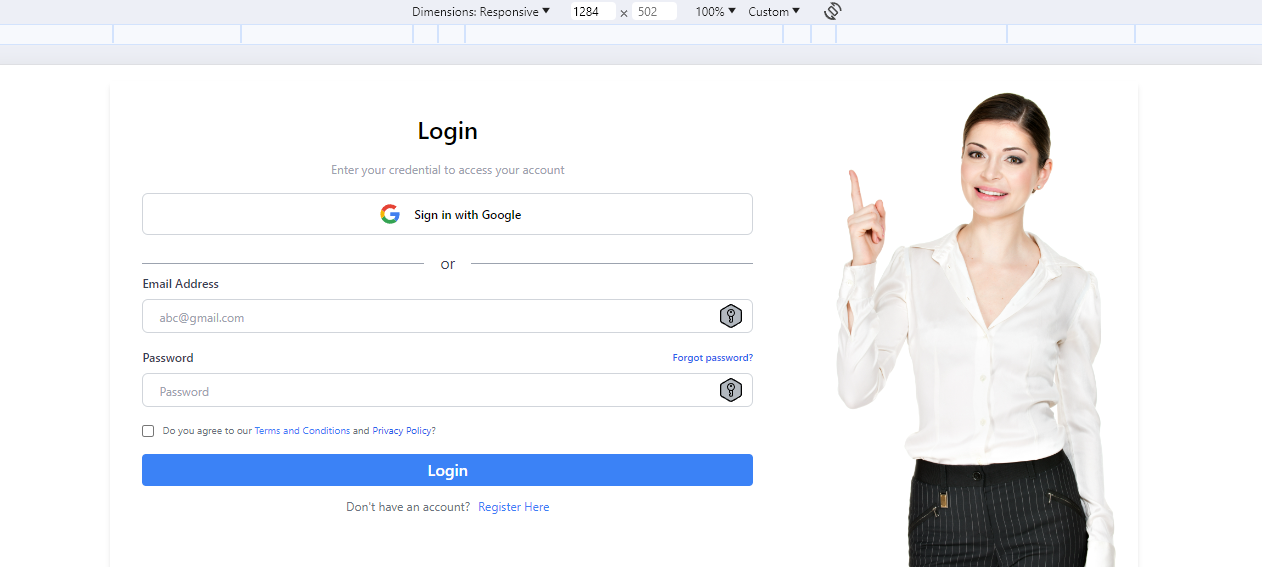 Dimensions: Responsive 1284 × 502 100% Custom
Login
Enter your credential to access your account
Sign in with Google
or
Email Address
abc@gmail.com
Password Forgot password?
Password
Do you agree to our Terms and Conditions and Privacy Policy?
Login
Don't have an account? Register Here